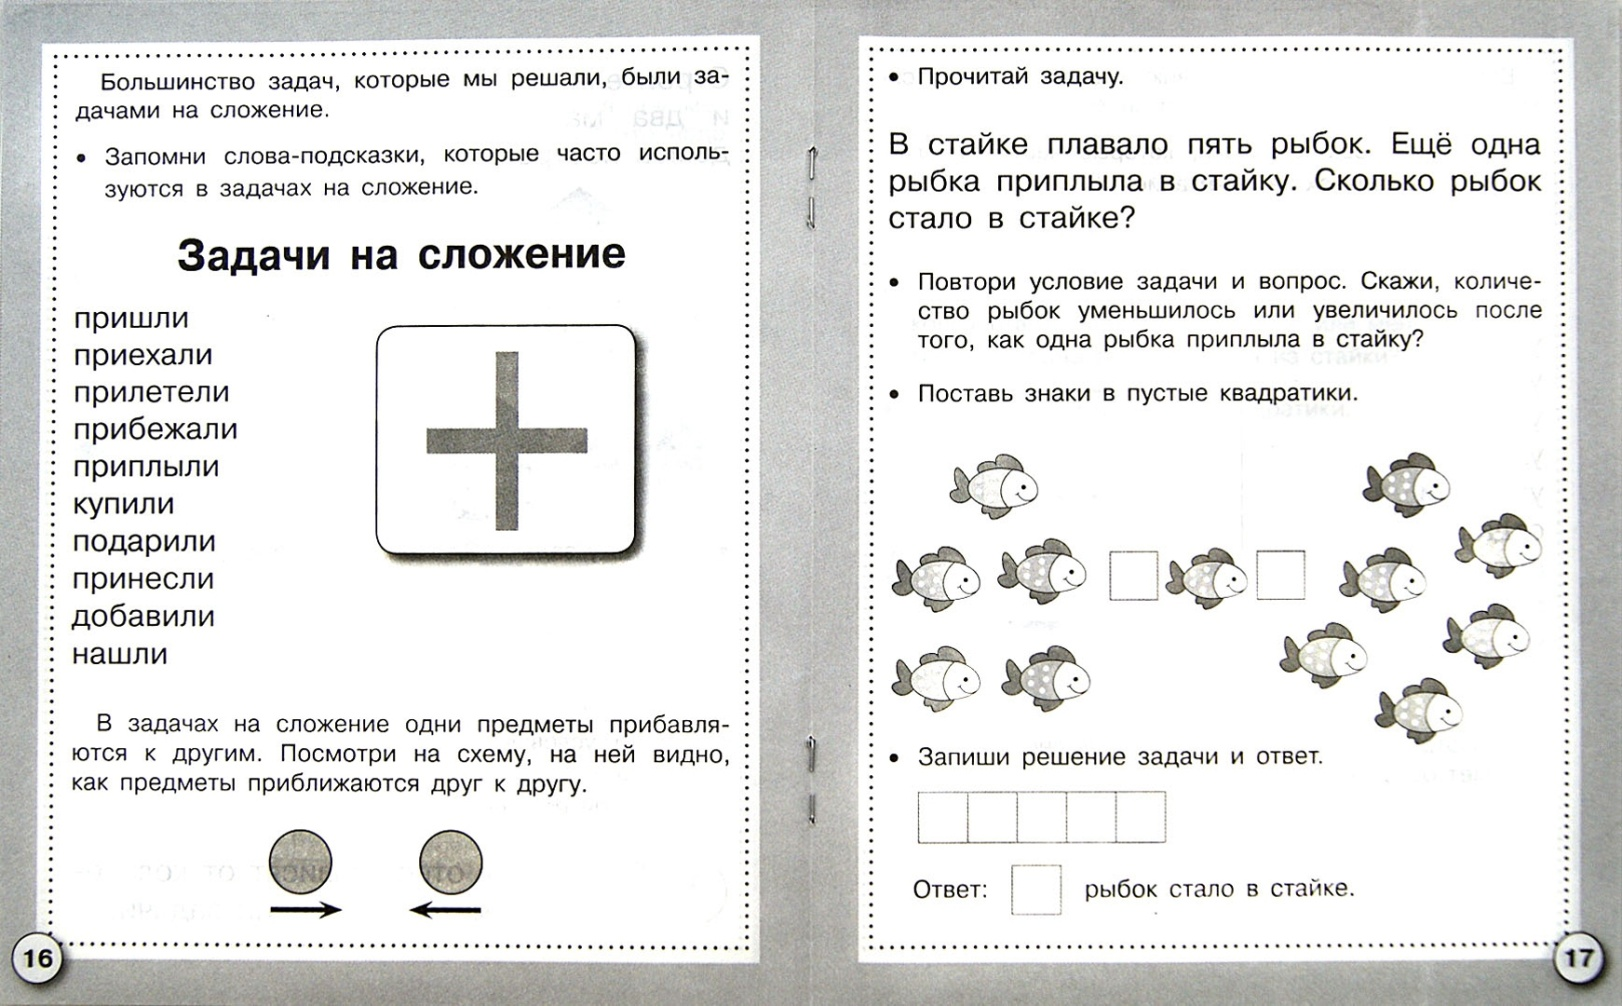 Большинство задач, которые мы решали, были за-
дачами на сложение.
• Запомни слова-подсказки, которые часто исполь-
зуются в задачах на сложение.
Задачи на сложение
пришли
приехали
прилетели
прибежали
приплыли
купили
подарили
принесли
добавили
нашли
В задачах на сложение одни предметы прибавля-
ются к другим. Посмотри на схему, на ней видно,
как предметы приближаются друг к другу.
16
• Прочитай задачу.
В стайке плавало пять рыбок. Ещё одна
рыбка приплыла в стайку. Сколько рыбок
стало в стайке?
• Повтори условие задачи и вопрос. Скажи, количе-
ство рыбок уменьшилось или увеличилось после
того, как одна рыбка приплыла в стайку?
• Поставь знаки в пустые квадратики.
• Запиши решение задачи и ответ.
Ответ: рыбок стало в стайке.
17